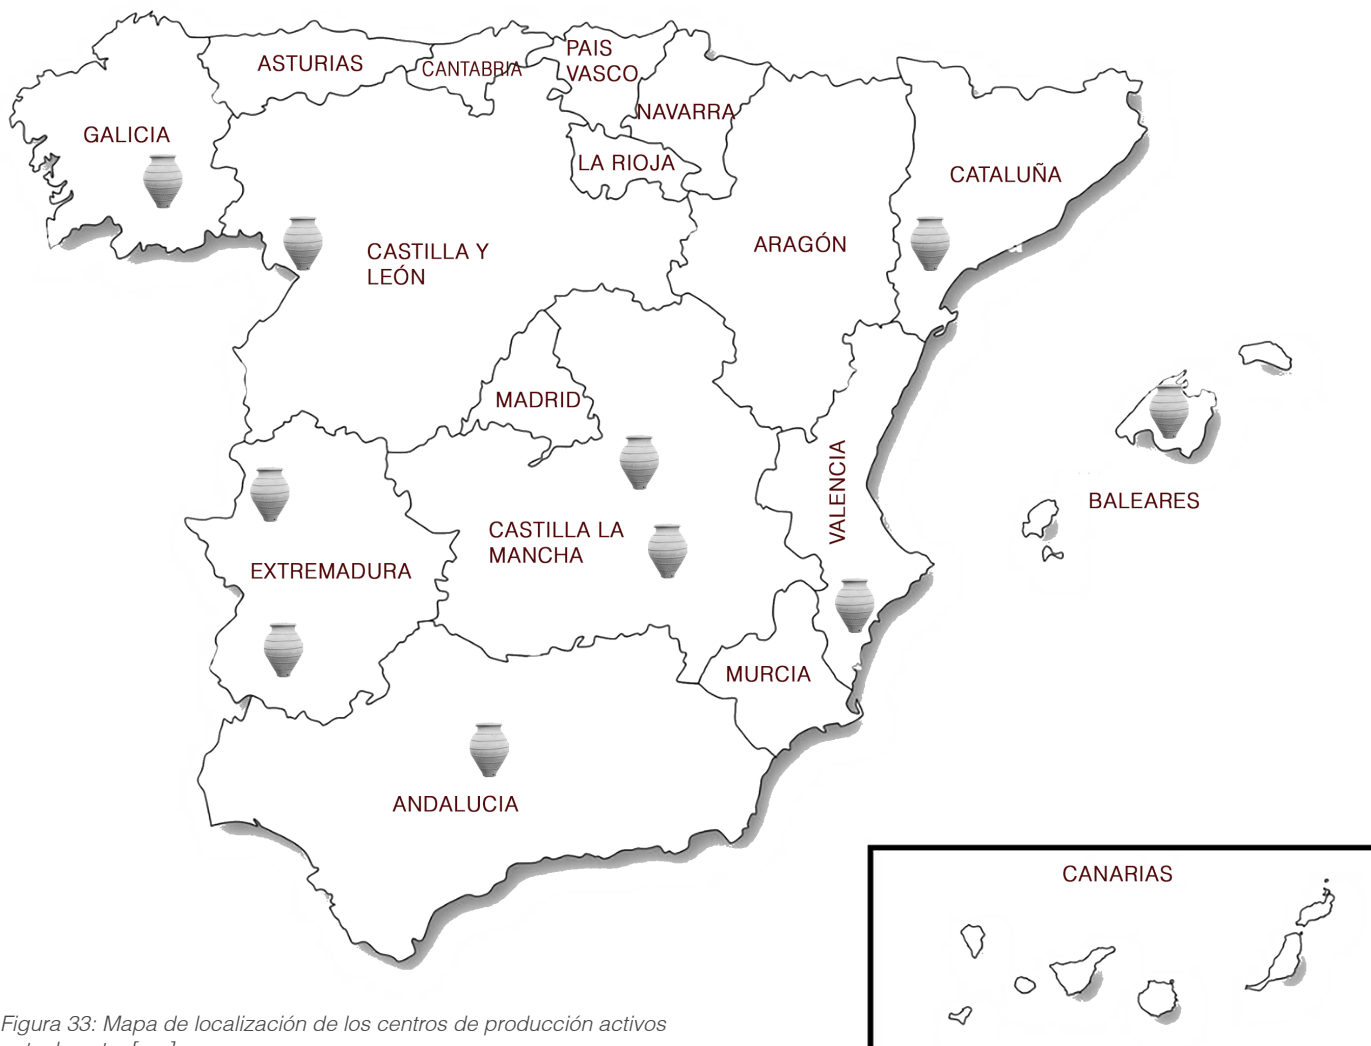 ASTURIAS
CANTABRIA
PAIS
VASCO
NAVARRA
GALICIA
LA RIOJA
CATALUÑA
CASTILLA Y
LEÓN
ARAGÓN
MADRID
VALENCIA
BALEARES
CASTILLA LA
MANCHA
EXTREMADURA
MURCIA
ANDALUCIA
CANARIAS
Figura 33: Mapa de localización de los centros de producción activos